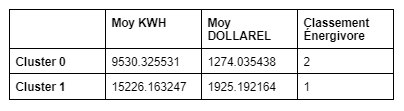 Moy KWH
Moy
DOLLAREL
Classement
Énergivore
Cluster 0
9530.325531
1274.035438
2
Cluster 1
15226.163247
1925.192164
1